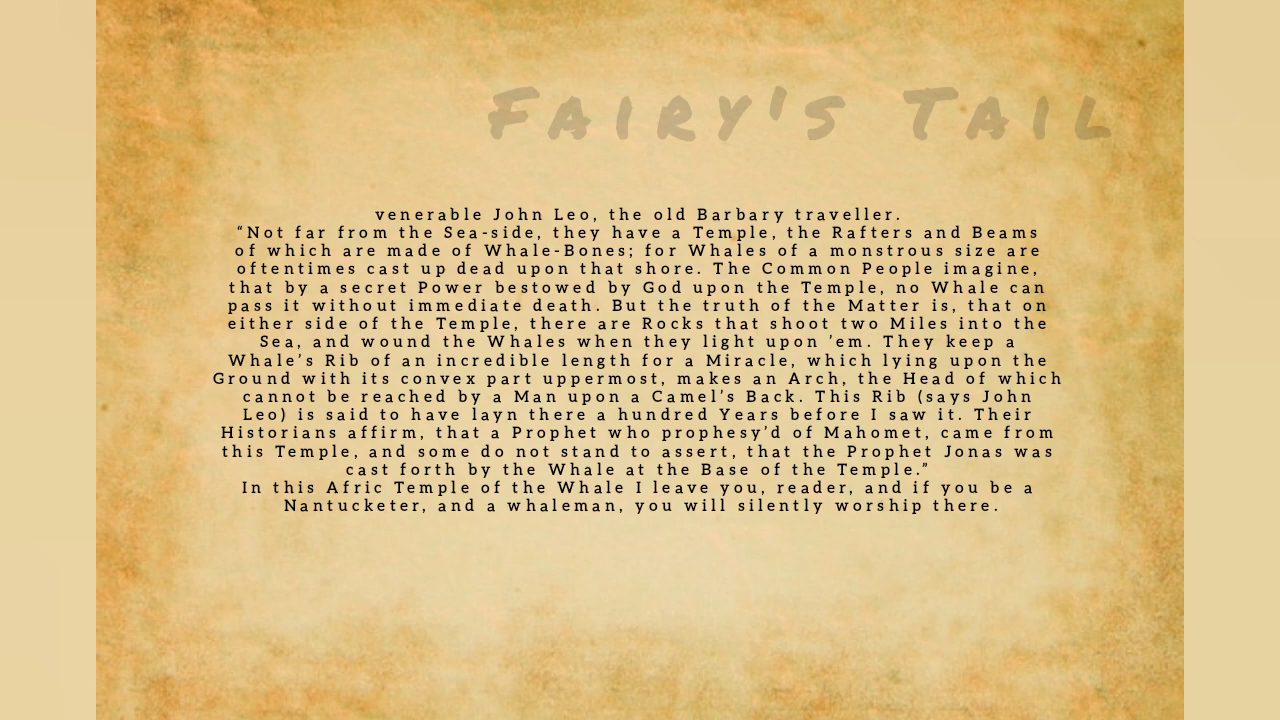 Fairy's Tail
venerable John Leo, the old Barbary traveller.
“Not far from the Sea-side, they have a Temple, the Rafters and Beams
of which are made of Whale-Bones; for Whales of a monstrous size are
oftentimes cast up dead upon that shore. The Common People imagine,
that by a secret Power bestowed by God upon the Temple, no Whale can
pass it without immediate death. But the truth of the Matter is, that on
either side of the Temple, there are Rocks that shoot two Miles into the
Sea, and wound the Whales when they light upon ’em. They keep a
Whale’s Rib of an incredible length for a Miracle, which lying upon the
Ground with its convex part uppermost, makes an Arch, the Head of which
cannot be reached by a Man upon a Camel’s Back. This Rib (says John
Leo) is said to have layn there a hundred Years before I saw it. Their
Historians affirm, that a Prophet who prophesy’d of Mahomet, came from
this Temple, and some do not stand to assert, that the Prophet Jonas was
cast forth by the Whale at the Base of the Temple.”
In this Afric Temple of the Whale I leave you, reader, and if you be a
Nantucketer, and a whaleman, you will silently worship there.